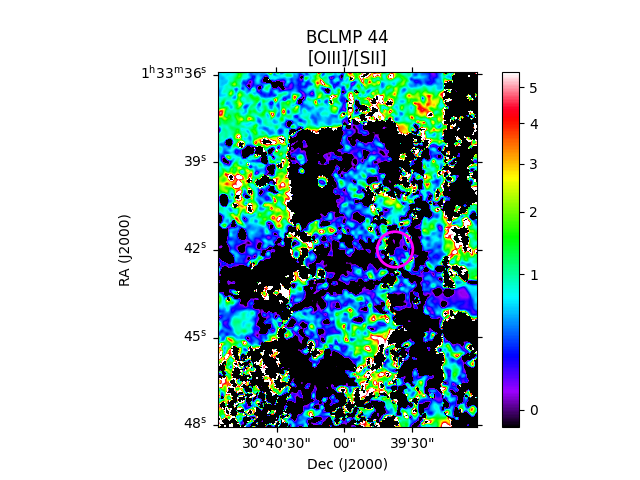 BCLMP 44
[OIII]/[SII]
1ʰ33ᵐ36ˢ
39ˢ
42ˢ
45ˢ
48ˢ
RA (J2000)
30°40'30" 00" 39'30"
Dec (J2000)
5
4
3
2
1
0